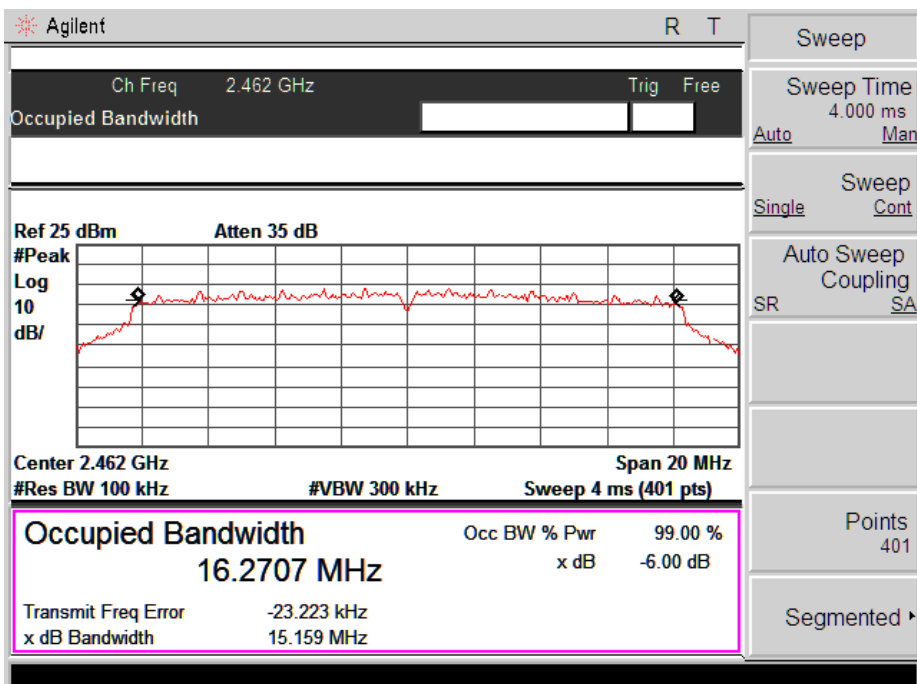 Agilent R T
Ch Freq 2.462 GHz Trig Free
Occupied Bandwidth
Ref 25 dBm Atten 35 dB
#Peak
Log
10
dB/
Center 2.462 GHz Span 20 MHz
#Res BW 100 kHz #VBW 300 kHz Sweep 4 ms (401 pts)
Occupied Bandwidth Occ BW % Pwr 99.00 %
16.2707 MHz x dB -6.00 dB
Transmit Freq Error -23.223 kHz
x dB Bandwidth 15.159 MHz
Sweep
Sweep Time
4.000 ms
Auto Man
Sweep
Single Cont
Auto Sweep
Coupling
SR SA
Points
401
Segmented